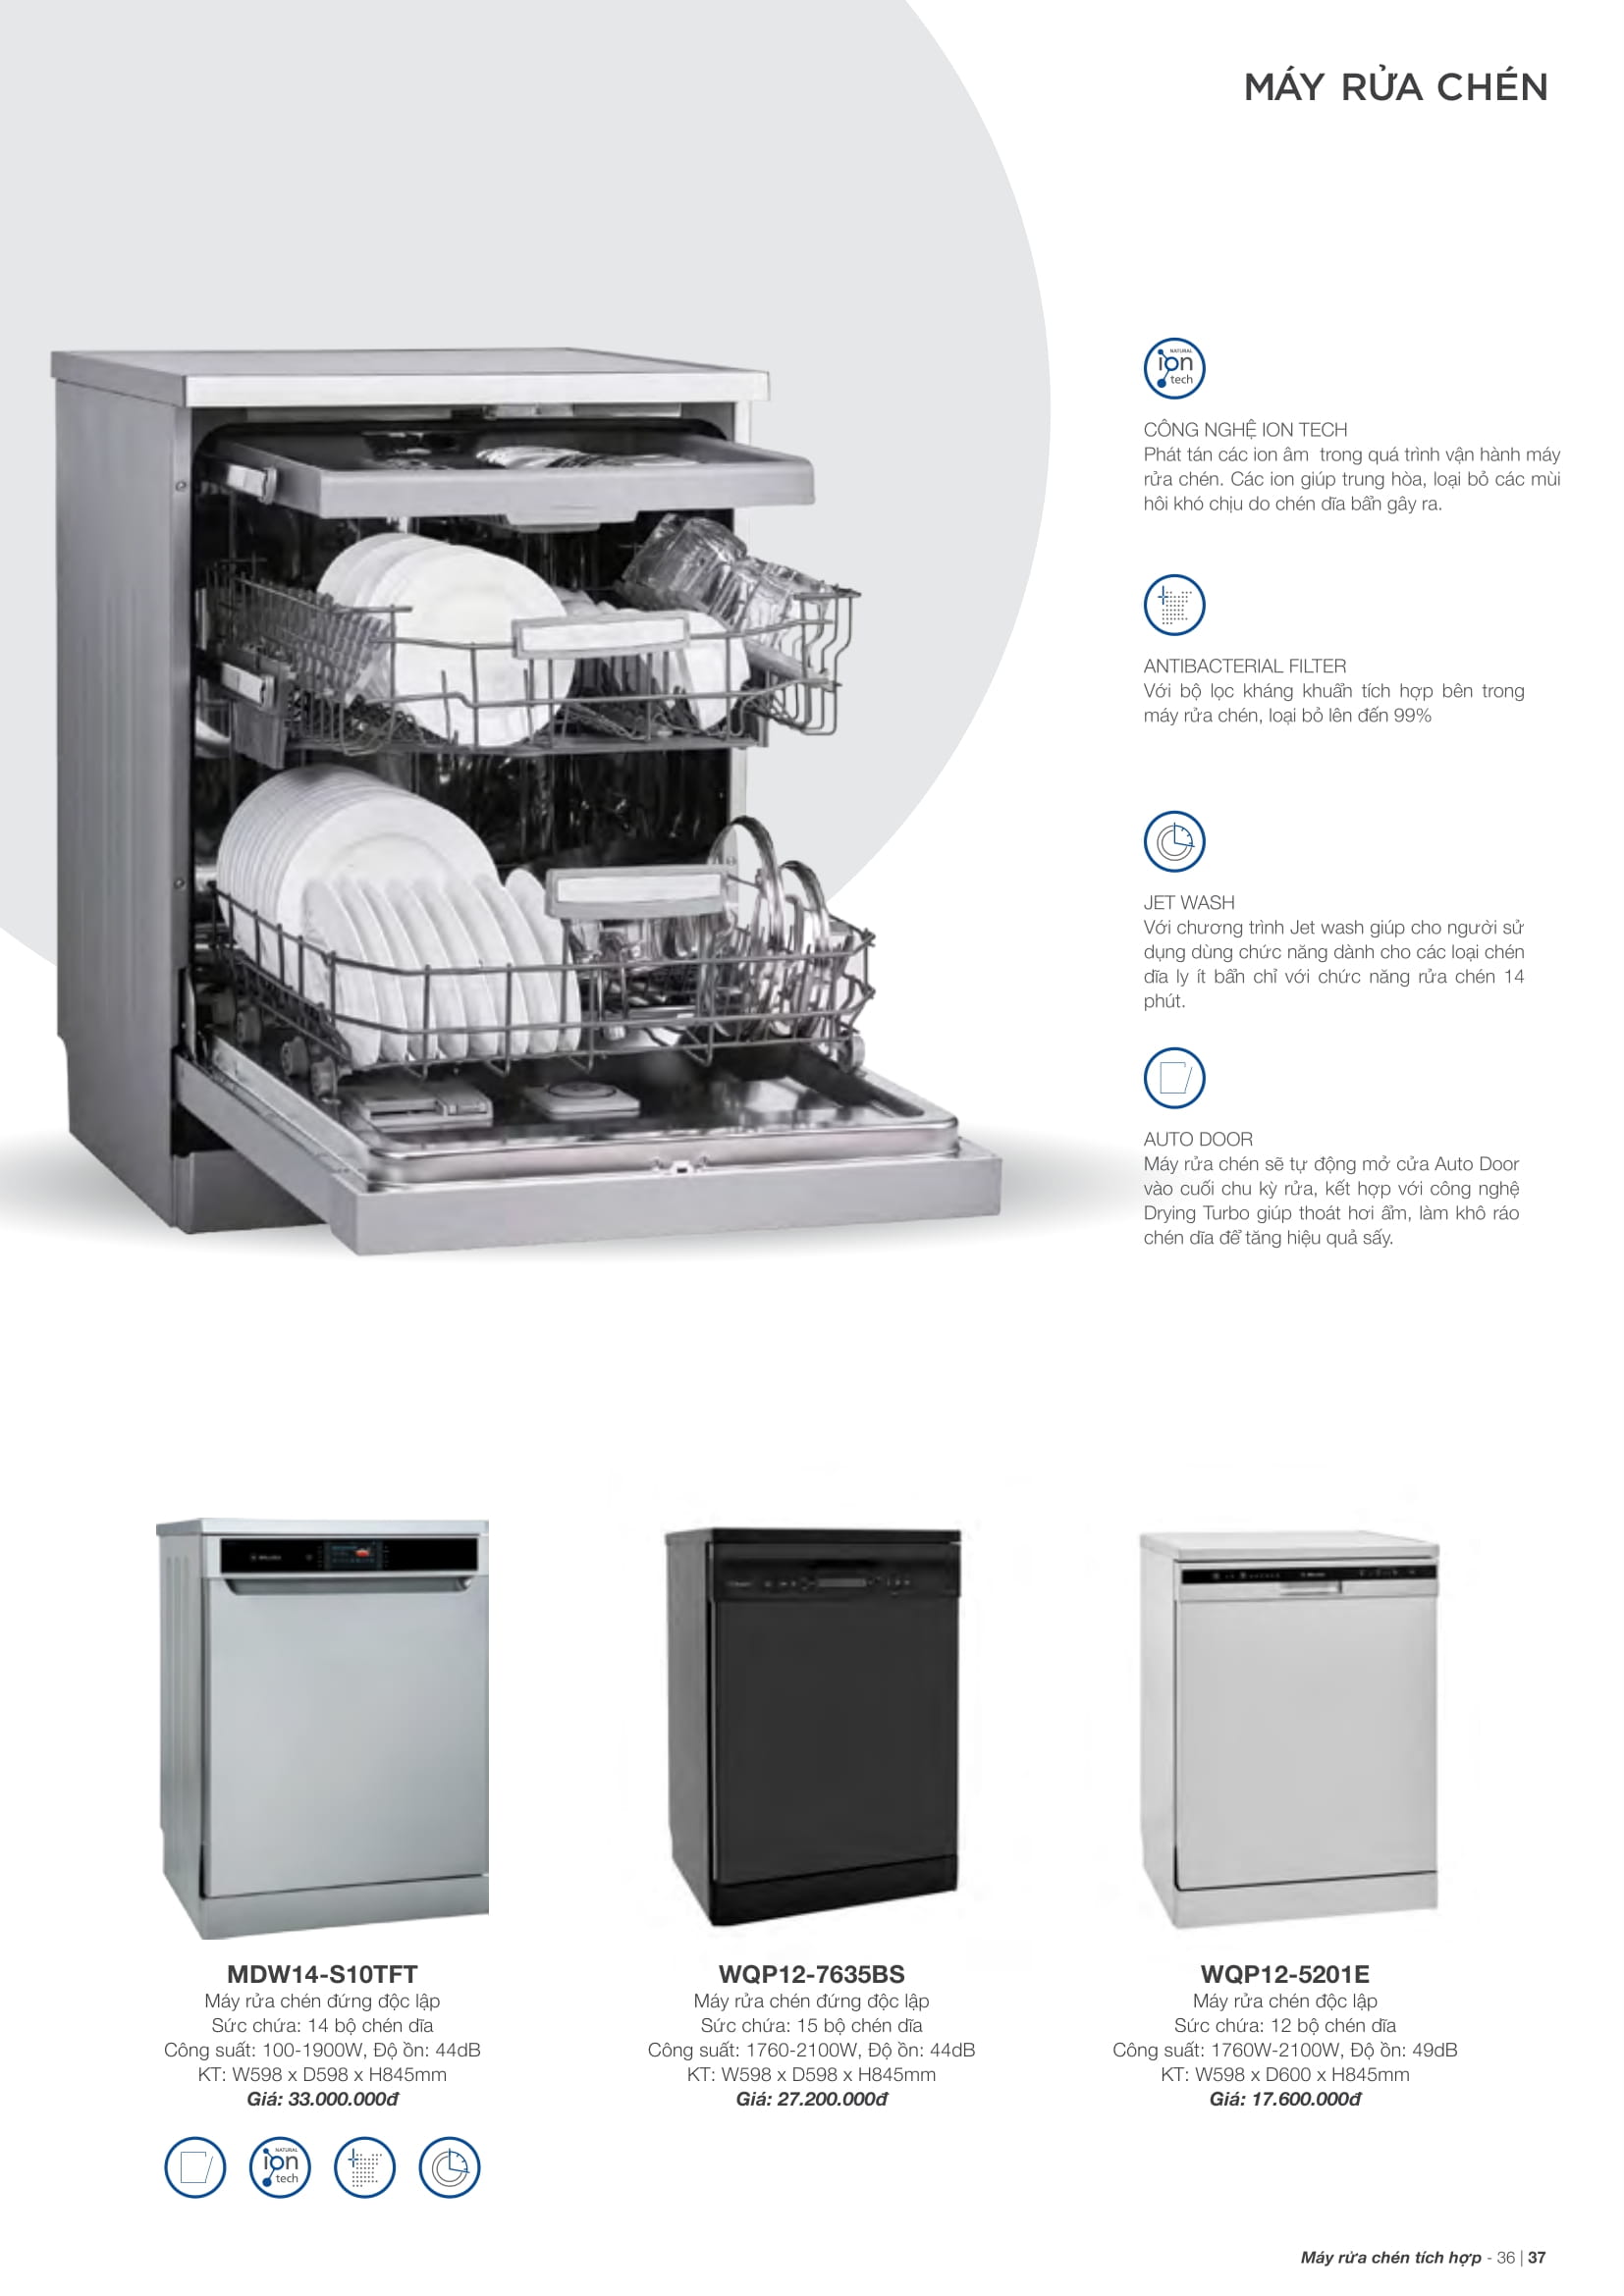 MÁY RỬA CHÉN
NATURAL
ion
tech
CÔNG NGHỆ ION TECH
Phát tán các ion âm trong quá trình vận hành máy
rửa chén. Các ion giúp trung hòa, loại bỏ các mùi
hôi khó chịu do chén dĩa bẩn gây ra.
ANTIBACTERIAL FILTER
Với bộ lọc kháng khuẩn tích hợp bên trong
máy rửa chén, loại bỏ lên đến 99%
JET WASH
Với chương trình Jet wash giúp cho người sử
dụng dùng chức năng dành cho các loại chén
dĩa ly ít bẩn chỉ với chức năng rửa chén 14
phút.
AUTO DOOR
Máy rửa chén sẽ tự động mở cửa Auto Door
vào cuối chu kỳ rửa, kết hợp với công nghệ
Drying Turbo giúp thoát hơi ẩm, làm khô ráo
chén dĩa để tăng hiệu quả sấy.
MDW14-S10TFT
Máy rửa chén đứng độc lập
Sức chứa: 14 bộ chén dĩa
Công suất: 100-1900W, Độ ồn: 44dB
KT: W598 x D598 x H845mm
Giá: 33.000.000đ
NATURAL
ion
tech
WQP12-7635BS
Máy rửa chén đứng độc lập
Sức chứa: 15 bộ chén dĩa
Công suất: 1760-2100W, Độ ồn: 44dB
KT: W598 x D598 x H845mm
Giá: 27.200.000đ
WQP12-5201E
Máy rửa chén độc lập
Sức chứa: 12 bộ chén dĩa
Công suất: 1760W-2100W, Độ ồn: 49dB
KT: W598 x D600 x H845mm
Giá: 17.600.000đ
Máy rửa chén tích hợp - 36 | 37